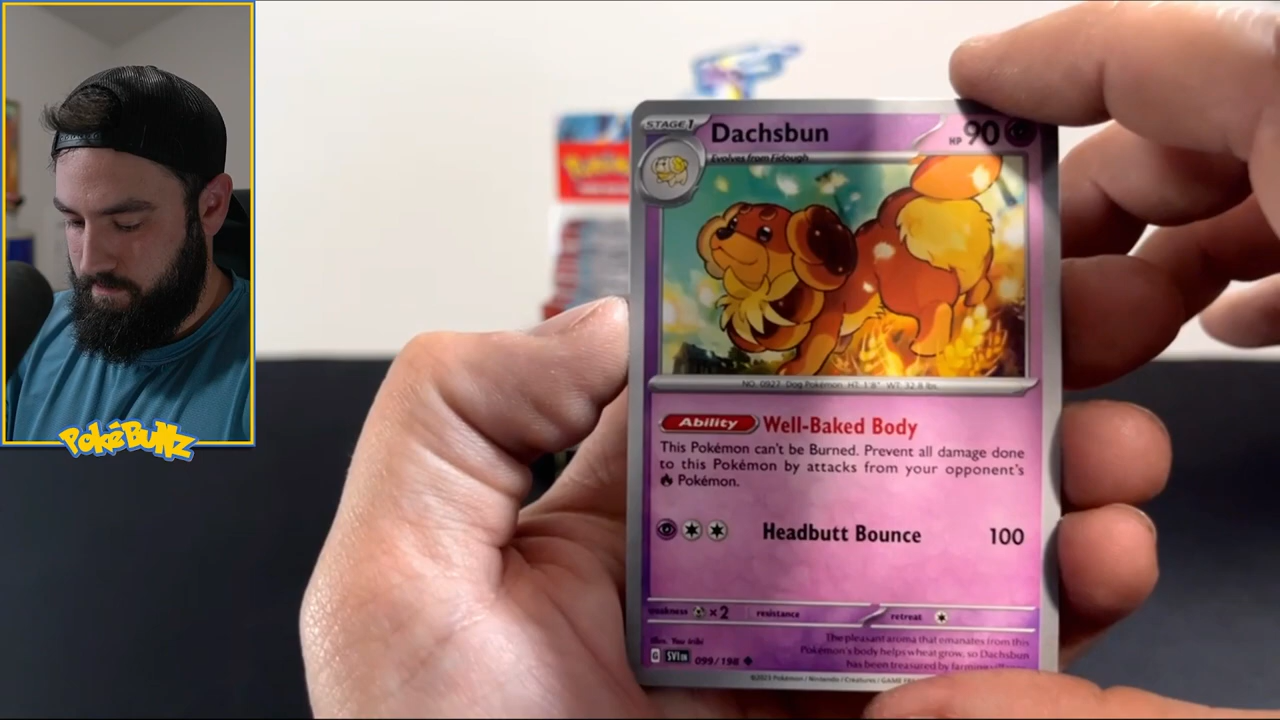 STAGE 1
Dachsbun
HP 90
Evolves from Fidough
NO. 0927 Dog Pokémon HT: 1'8" WT: 32.8 lbs.
Ability Well-Baked Body
This Pokémon can't be Burned. Prevent all damage done
to this Pokémon by attacks from your opponent's
Pokémon.
Headbutt Bounce 100
weakness ×2 resistance retreat
The pleasant aroma that emanates from this
Pokémon's body helps wheat grow, so Dachsbun
has been treasured by farming
Illus.
G SVI EN 099/198
©2023 Pokémon / Nintendo / Creatures / GAME
PokéBullz